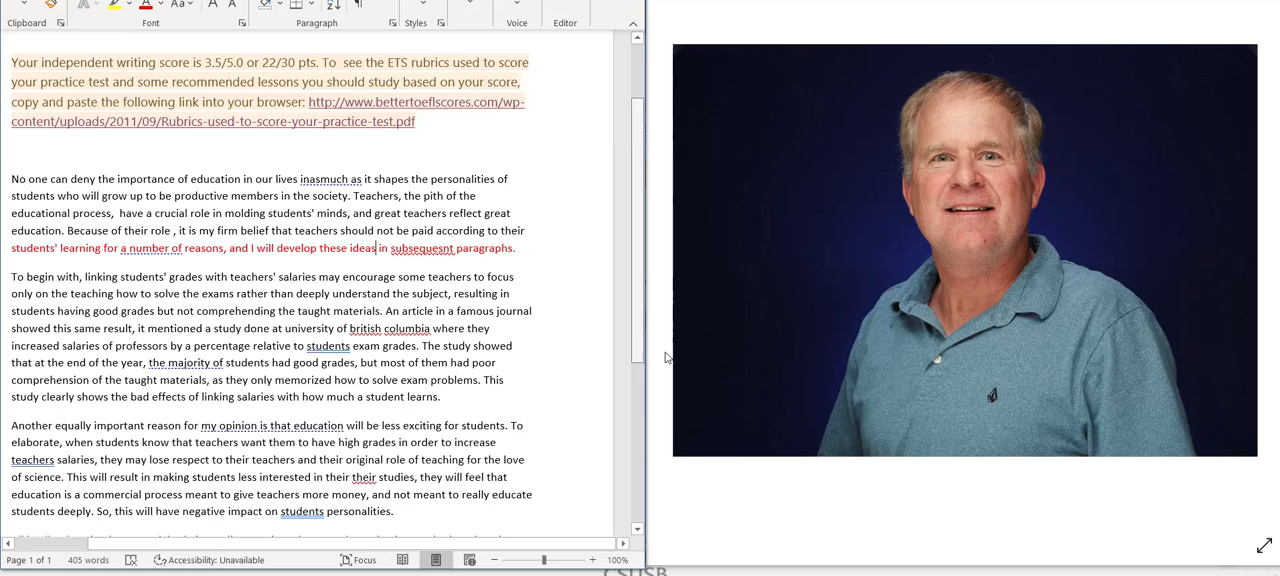 Aa
A
A
Clipboard
Font
Paragraph
Styles
Voice
Editor
Your independent writing score is 3.5/5.0 or 22/30 pts. To see the ETS rubrics used to score
your practice test and some recommended lessons you should study based on your score,
copy and paste the following link into your browser: http://www.bettertoeflscores.com/wp-
content/uploads/2011/09/Rubrics-used-to-score-your-practice-test.pdf
No one can deny the importance of education in our lives inasmuch as it shapes the personalities of
students who will grow up to be productive members in the society. Teachers, the pith of the
educational process, have a crucial role in molding students' minds, and great teachers reflect great
education. Because of their role , it is my firm belief that teachers should not be paid according to their
students' learning for a number of reasons, and I will develop these ideas in subsequesnt paragraphs.
To begin with, linking students' grades with teachers' salaries may encourage some teachers to focus
only on the teaching how to solve the exams rather than deeply understand the subject, resulting in
students having good grades but not comprehending the taught materials. An article in a famous journal
showed this same result, it mentioned a study done at university of british columbia where they
increased salaries of professors by a percentage relative to students exam grades. The study showed
that at the end of the year, the majority of students had good grades, but most of them had poor
comprehension of the taught materials, as they only memorized how to solve exam problems. This
study clearly shows the bad effects of linking salaries with how much a student learns.
Another equally important reason for my opinion is that education will be less exciting for students. To
elaborate, when students know that teachers want them to have high grades in order to increase
teachers salaries, they may lose respect to their teachers and their original role of teaching for the love
of science. This will result in making students less interested in their their studies, they will feel that
education is a commercial process meant to give teachers more money, and not meant to really educate
students deeply. So, this will have negative impact on students personalities.
Page 1 of 1
405 words
Accessibility: Unavailable
Focus
100%
CSUSB